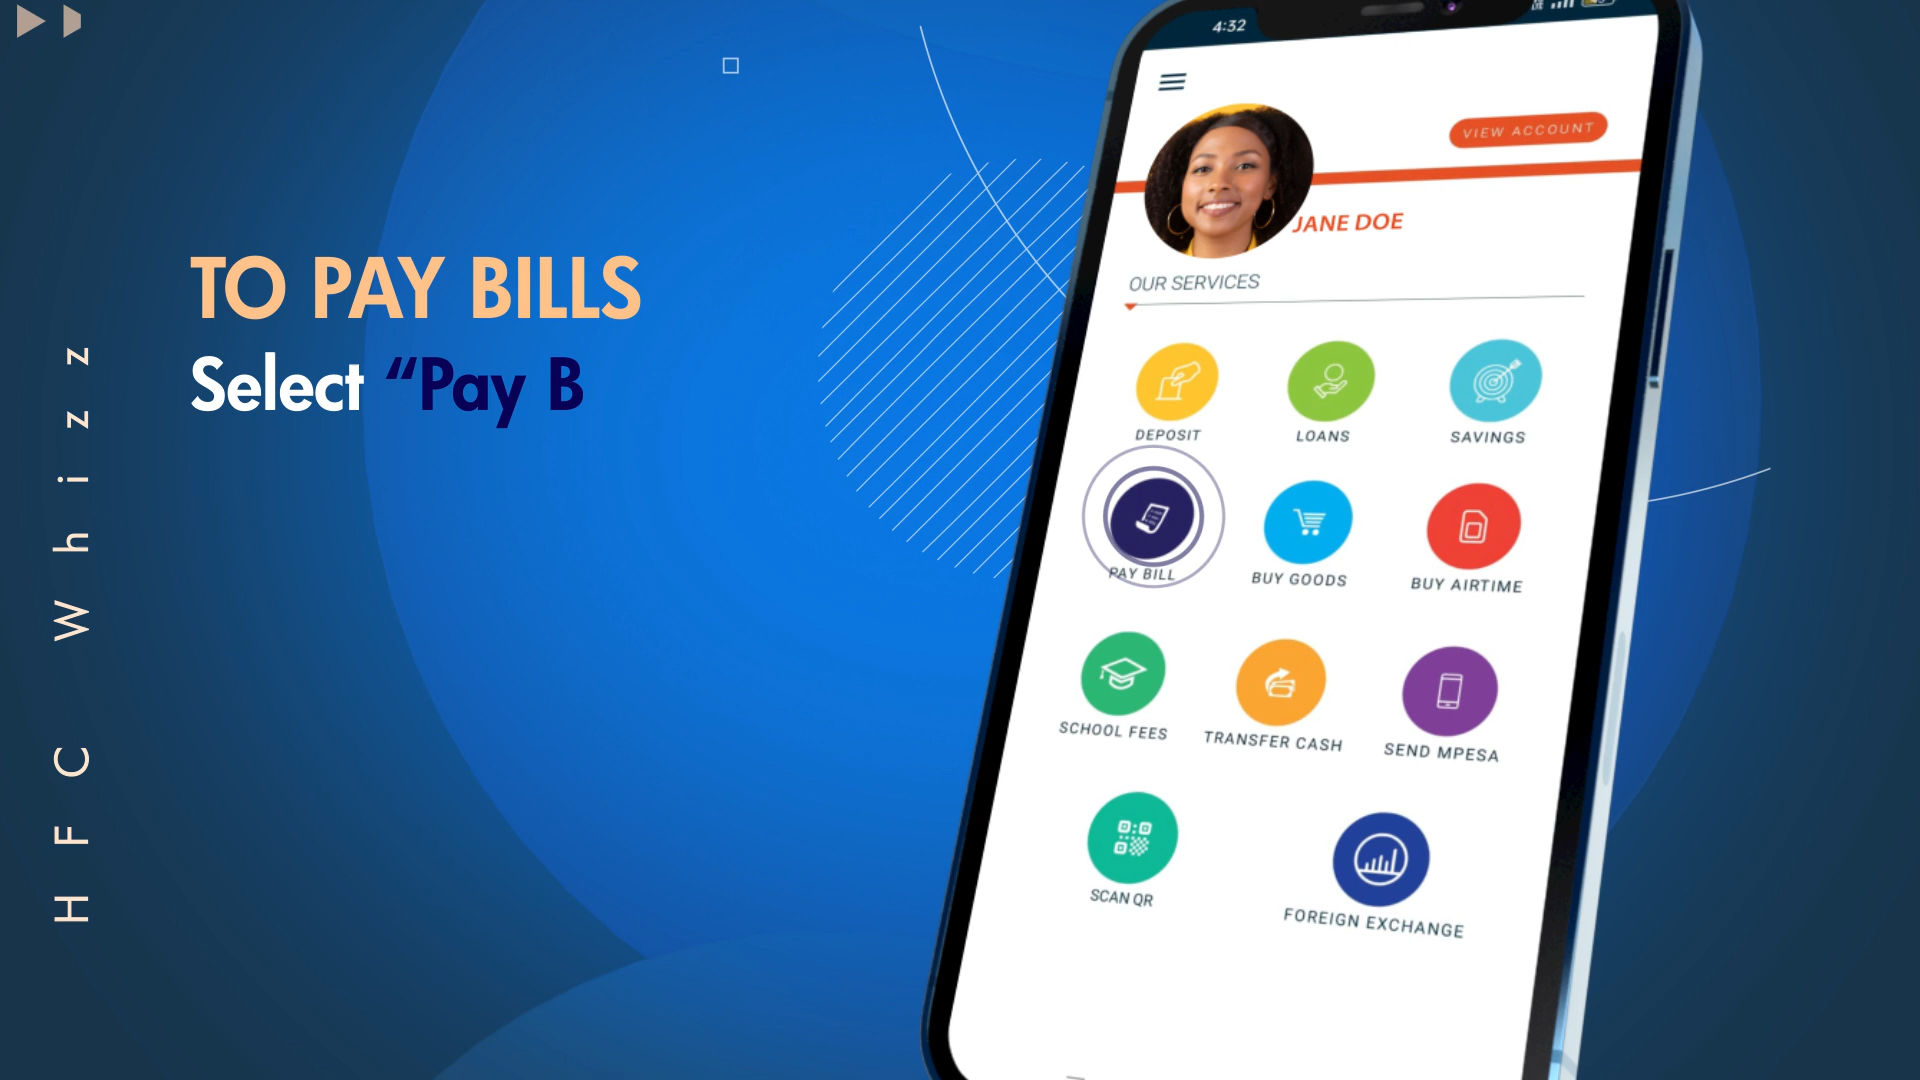 HFC Whizz
TO PAY BILLS
Select “Pay B
4:32
VIEW ACCOUNT
JANE DOE
OUR SERVICES
DEPOSIT
LOANS
SAVINGS
PAY BILL
BUY GOODS
BUY AIRTIME
SCHOOL FEES
TRANSFER CASH
SEND MPESA
SCAN QR
FOREIGN EXCHANGE